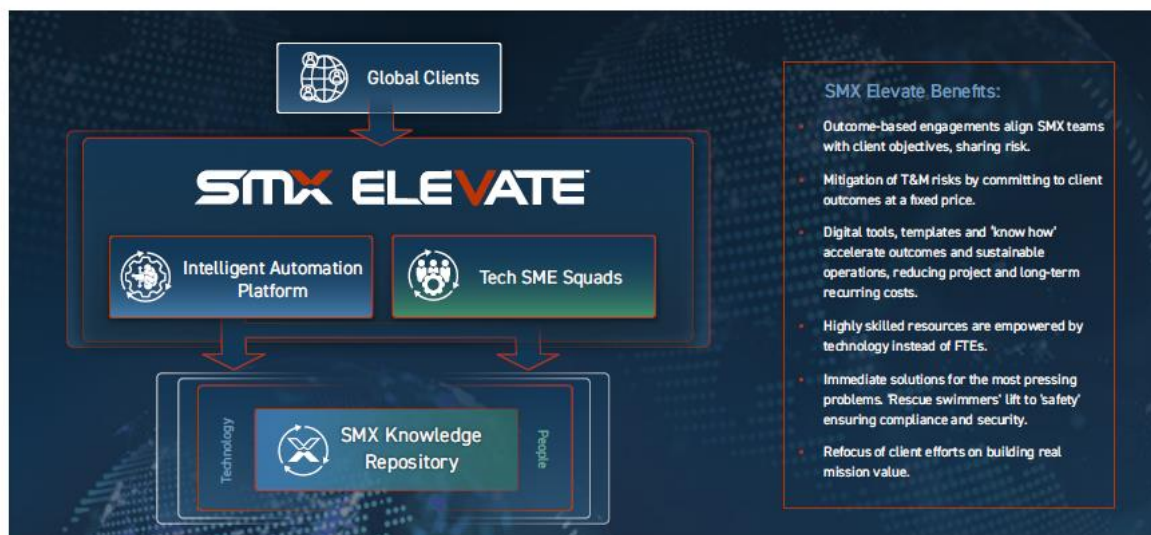 Global Clients
SMX ELEVATE™
Intelligent Automation
Platform
Tech SME Squads
Technology
SMX Knowledge
Repository
People
SMX Elevate Benefits:
• Outcome-based engagements align SMX teams
with client objectives, sharing risk.
• Mitigation of T&M risks by committing to client
outcomes at a fixed price.
• Digital tools, templates and 'know how'
accelerate outcomes and sustainable
operations, reducing project and long-term
recurring costs.
• Highly skilled resources are empowered by
technology instead of FTEs.
• Immediate solutions for the most pressing
problems. 'Rescue swimmers' lift to 'safety'
ensuring compliance and security.
• Refocus of client efforts on building real
mission value.